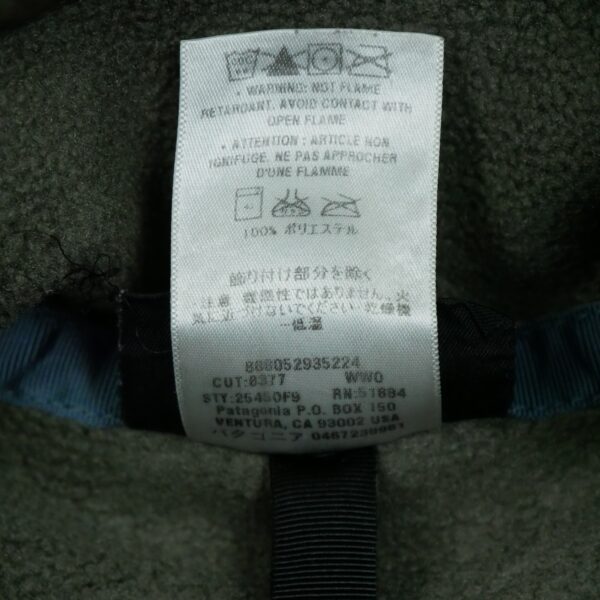 • WARNING: NOT FLAME
RETARDANT. AVOID CONTACT WITH
OPEN FLAME
• ATTENTION : ARTICLE NON
IGNIFUGE. NE PAS APPROCHER
D'UNE FLAMME
100% ポリエステル
飾り付け部分を除く
注意 難燃性ではありません。火
気に近づけないでください 乾燥機
―低温
888052935224
CUT:0377 WWO
STY:25450F9 RN:51884
Patagonia P.O. BOX 150
VENTURA, CA 93002 USA
パタゴニア